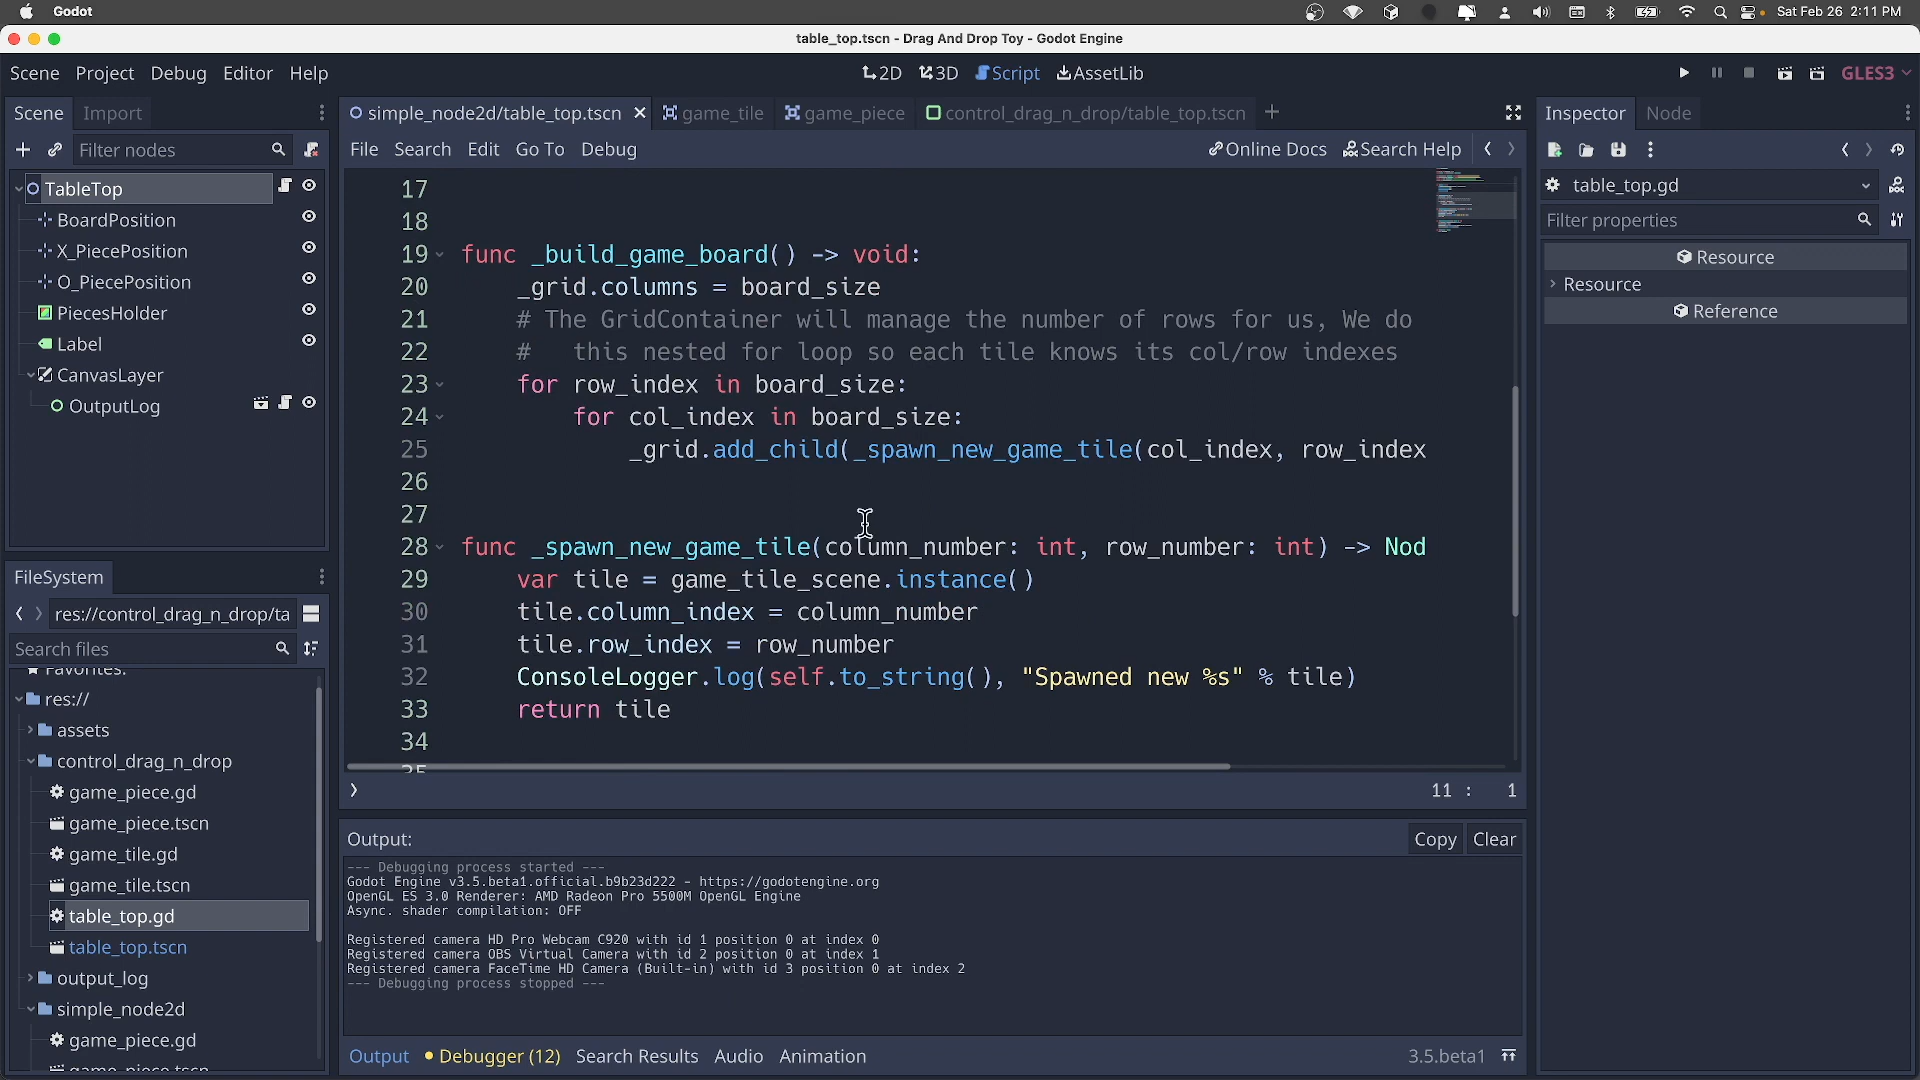 Godot
Sat Feb 26 2:11 PM
table_top.tscn - Drag And Drop Toy - Godot Engine
Scene Project Debug Editor Help
2D 3D Script AssetLib
GLES3
Scene Import
simple_node2d/table_top.tscn game_tile game_piece control_drag_n_drop/table_top.tscn
Inspector Node
Filter nodes
File Search Edit Go To Debug
Online Docs Search Help
table_top.gd
Filter properties
Resource
Resource
Reference
TableTop
BoardPosition
X_PiecePosition
O_PiecePosition
PiecesHolder
Label
CanvasLayer
OutputLog
17
18
19 func _build_game_board() -> void:
20 _grid.columns = board_size
21 # The GridContainer will manage the number of rows for us, We do
22 #   this nested for loop so each tile knows its col/row indexes
23 for row_index in board_size:
24 for col_index in board_size:
25 _grid.add_child(_spawn_new_game_tile(col_index, row_index
26
27
28 func _spawn_new_game_tile(column_number: int, row_number: int) -> Nod
29 var tile = game_tile_scene.instance()
30 tile.column_index = column_number
31 tile.row_index = row_number
32 ConsoleLogger.log(self.to_string(), "Spawned new %s" % tile)
33 return tile
34
35
11 : 1
FileSystem
res://control_drag_n_drop/ta
Search files
Favorites:
res://
assets
control_drag_n_drop
game_piece.gd
game_piece.tscn
game_tile.gd
game_tile.tscn
table_top.gd
table_top.tscn
output_log
simple_node2d
game_piece.gd
game_piece.tscn
Output:
Copy Clear
--- Debugging process started ---
Godot Engine v3.5.beta1.official.b9b23d222 - https://godotengine.org
OpenGL ES 3.0 Renderer: AMD Radeon Pro 5500M OpenGL Engine
Async. shader compilation: OFF
Registered camera HD Pro Webcam C920 with id 1 position 0 at index 0
Registered camera OBS Virtual Camera with id 2 position 0 at index 1
Registered camera FaceTime HD Camera (Built-in) with id 3 position 0 at index 2
--- Debugging process stopped ---
Output Debugger (12) Search Results Audio Animation
3.5.beta1